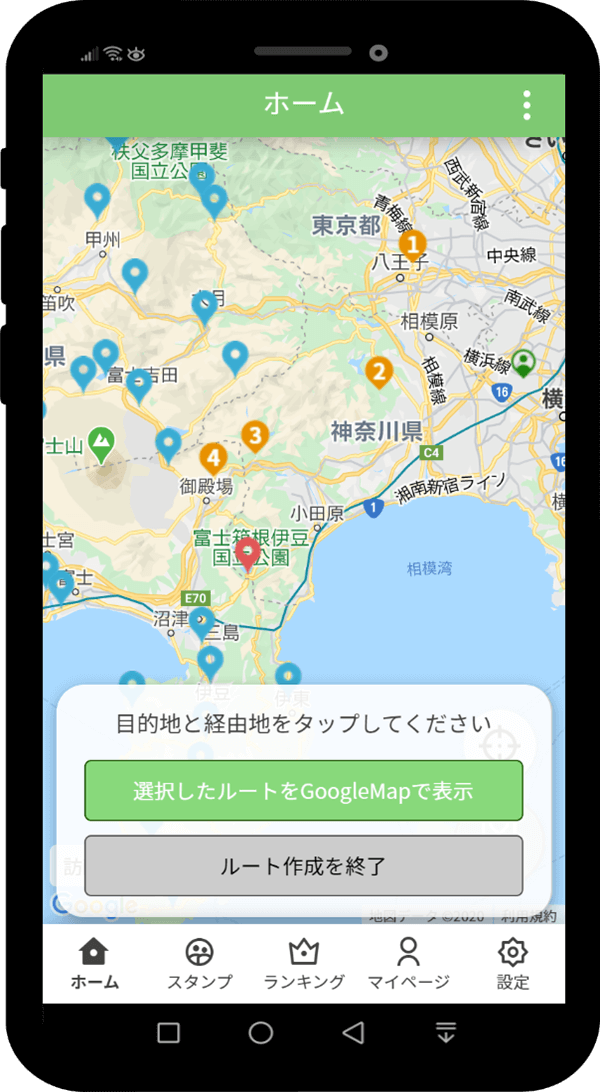 ホーム
秩父多摩甲斐
国立公園
西武新宿線
青梅線
東京都
1
甲州
八王子
中央線
笛吹
南武線
相模原
県
横浜線
富士吉田
2
相模線
16
横
3
神奈川県
士山
4
C4
16
御殿場
湘南新宿ライン
1
小田原
富士箱根伊豆
国立公園
士宮
相模湾
富士
E70
沼津
三島
伊豆
伊東
目的地と経由地をタップしてください
選択したルートをGoogleMapで表示
訪
ルート作成を終了
Google
地図データ ©2020
利用規約
ホーム
スタンプ
ランキング
マイページ
設定